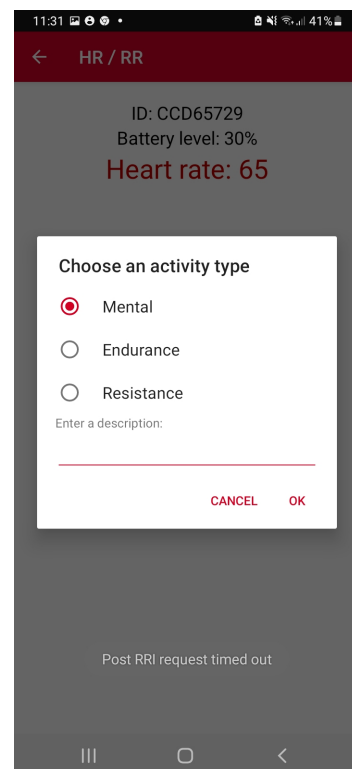 11:31 41%
HR / RR
ID: CCD65729
Battery level: 30%
Heart rate: 65
Choose an activity type
Mental
Endurance
Resistance
Enter a description:
CANCEL OK
Post RRI request timed out